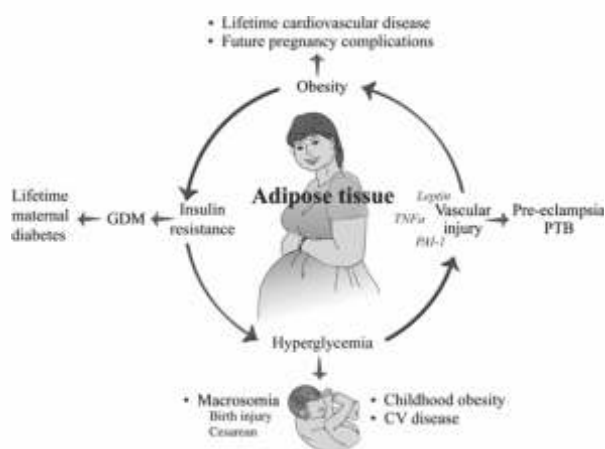 • Lifetime cardiovascular disease
• Future pregnancy complications
Obesity
Adipose tissue
Lifetime
maternal
diabetes
GDM
Insulin
resistance
Leptin
TNFα
PAI-1
Vascular
injury
Pre-eclampsia
PTB
Hyperglycemia
• Macrosomia
Birth injury
Cesarean
• Childhood obesity
• CV disease